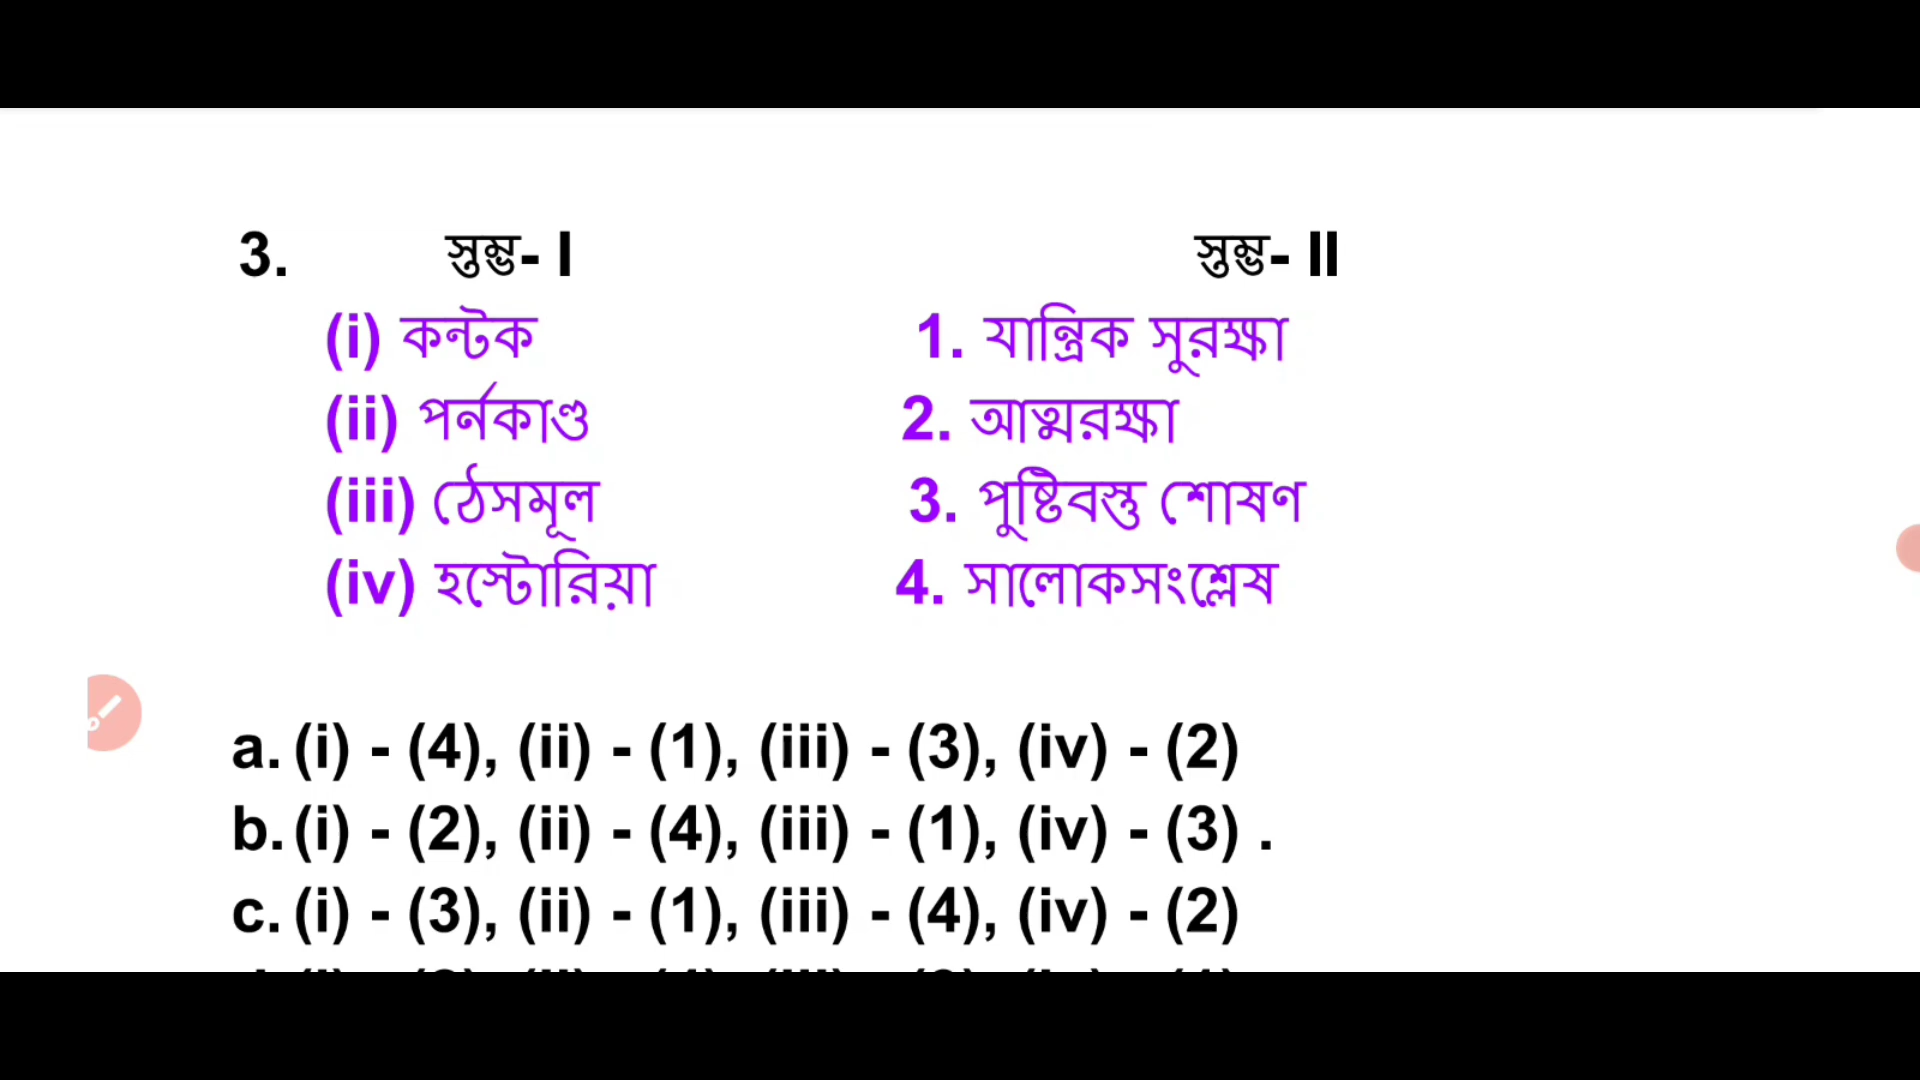 3. স্তম্ভ- I স্তম্ভ- II
(i) কন্টক 1. যান্ত্রিক সুরক্ষা
(ii) পর্নকাণ্ড 2. আত্মরক্ষা
(iii) ঠেসমূল 3. পুষ্টিবস্তু শোষণ
(iv) হস্টোরিয়া 4. সালোকসংশ্লেষ
a. (i) - (4), (ii) - (1), (iii) - (3), (iv) - (2)
b. (i) - (2), (ii) - (4), (iii) - (1), (iv) - (3) .
c. (i) - (3), (ii) - (1), (iii) - (4), (iv) - (2)